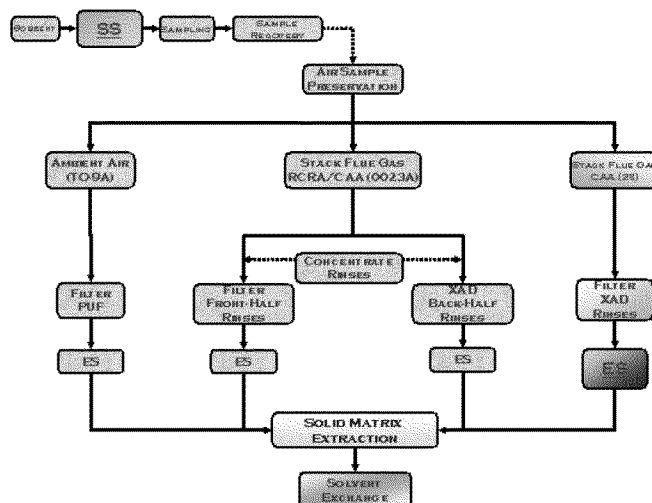 SORBENT
SS
SAMPLING
SAMPLE
RECOVERY
AIR SAMPLE
PRESERVATION
AMBIENT AIR
(TO-9A)
STACK FLUE GAS
RCRA/CAA (0023A)
STACK FLUE GAS
CAA (23)
CONCENTRATE
RINSES
FILTER
PUF
FILTER
FRONT-HALF
RINSES
XAD
BACK-HALF
RINSES
FILTER
XAD
RINSES
ES
ES
ES
ES
SOLID MATRIX
EXTRACTION
SOLVENT
EXCHANGE